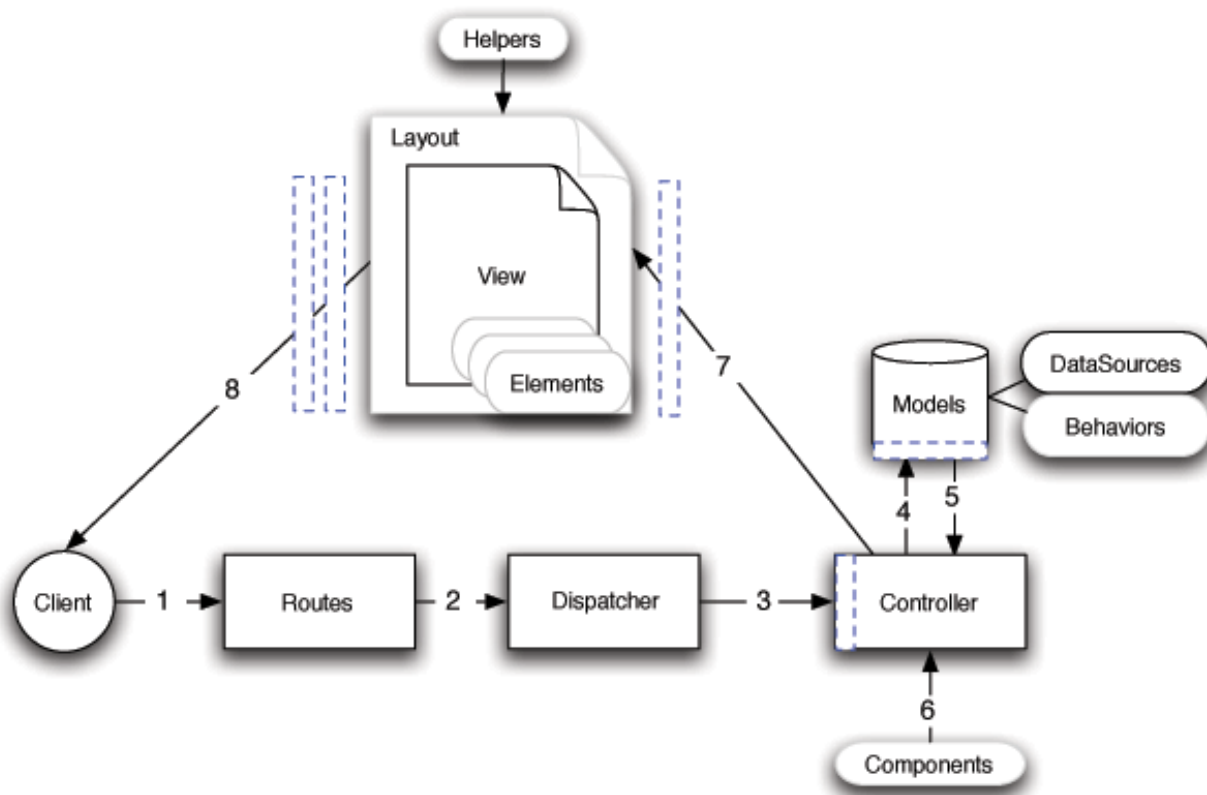 Helpers
Layout
View
Elements
8
7
DataSources
Models
Behaviors
4
5
Client
1
Routes
2
Dispatcher
3
Controller
6
Components